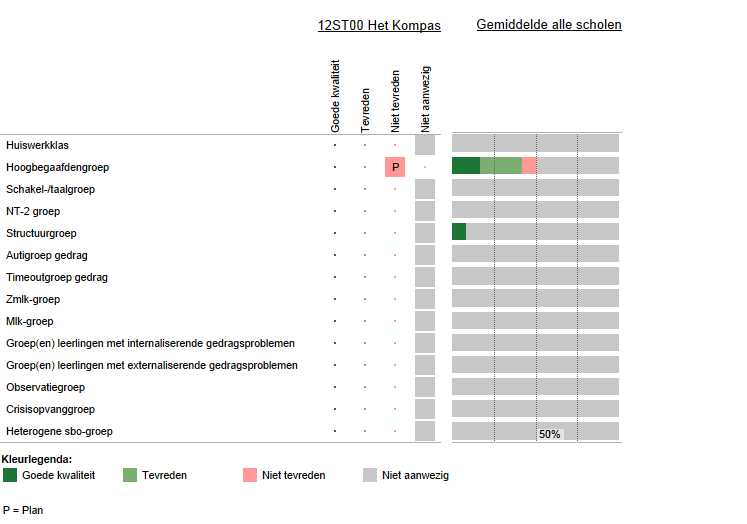 12ST00 Het Kompas
Gemiddelde alle scholen
Goede kwaliteit
Tevreden
Niet tevreden
Niet aanwezig
Huiswerkklas
Hoogbegaafdengroep
P
Schakel-/taalgroep
NT-2 groep
Structuurgroep
Autigroep gedrag
Timeoutgroep gedrag
Zmlk-groep
Mlk-groep
Groep(en) leerlingen met internaliserende gedragsproblemen
Groep(en) leerlingen met externaliserende gedragsproblemen
Observatiegroep
Crisisopvanggroep
Heterogene sbo-groep
50%
Kleurlegenda:
Goede kwaliteit
Tevreden
Niet tevreden
Niet aanwezig
P = Plan